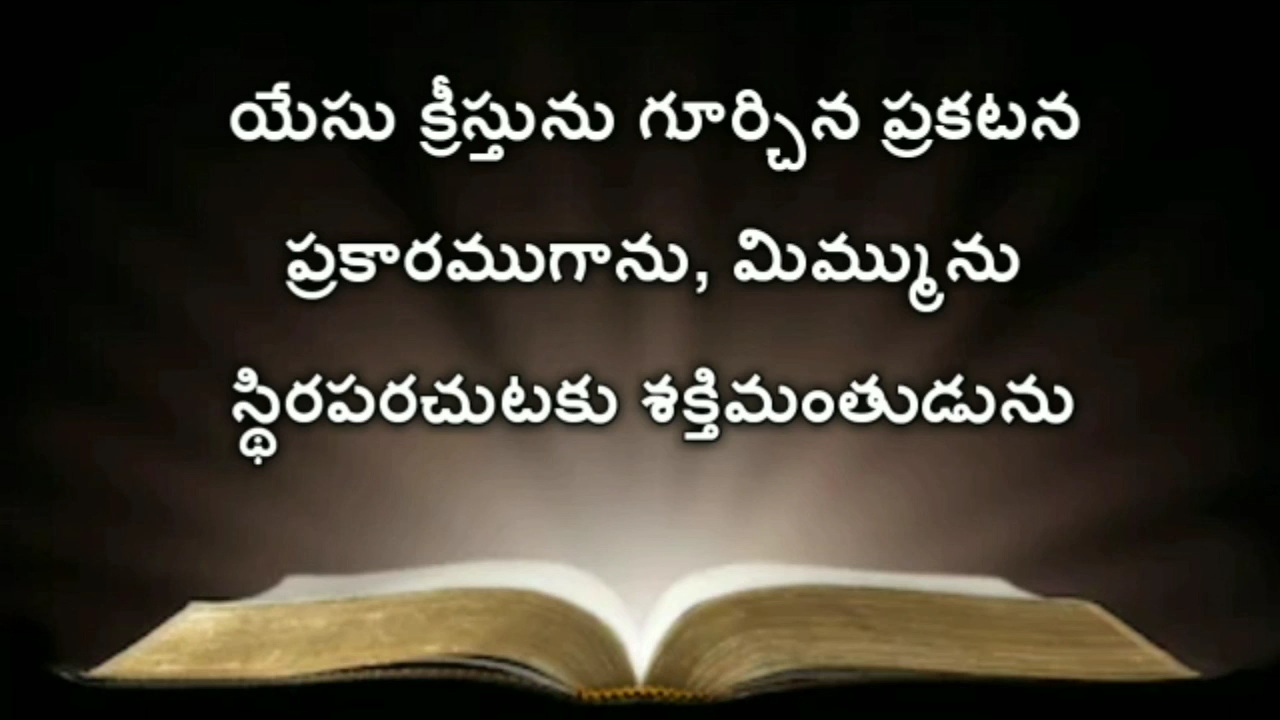 యేసు క్రీస్తును గూర్చిన ప్రకటన
ప్రకారముగాను, మిమ్మును
స్థిరపరచుటకు శక్తిమంతుడును